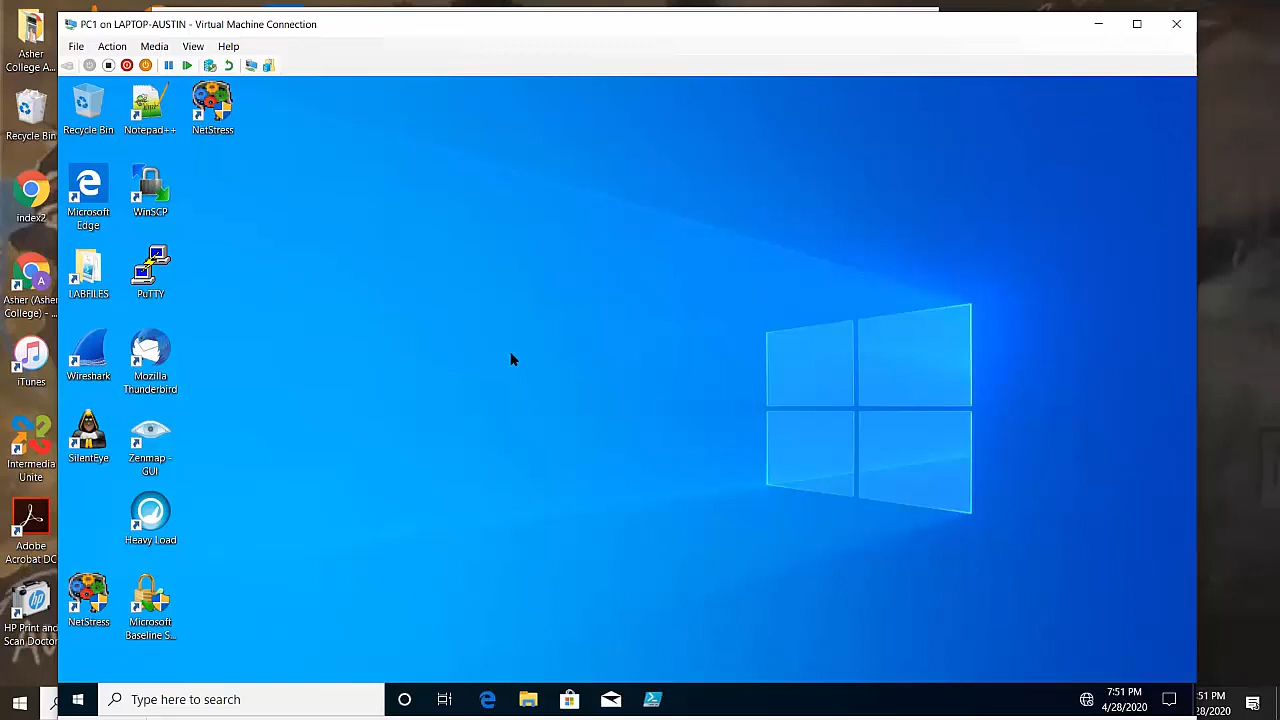 PC1 on LAPTOP-AUSTIN - Virtual Machine Connection
File Action Media View Help
Asher
College A...
Recycle Bin
index2
Asher (Asher
College) - ...
iTunes
Intermedia
Unite
Adobe
Acrobat DC
HP Print and
Scan Doctor
Recycle Bin
Notepad++
NetStress
Microsoft
Edge
WinSCP
LABFILES
PuTTY
Wireshark
Mozilla
Thunderbird
SilentEye
Zenmap -
GUI
Heavy Load
NetStress
Microsoft
Baseline S...
Type here to search
7:51 PM
4/28/2020
:51 PM
28/2020